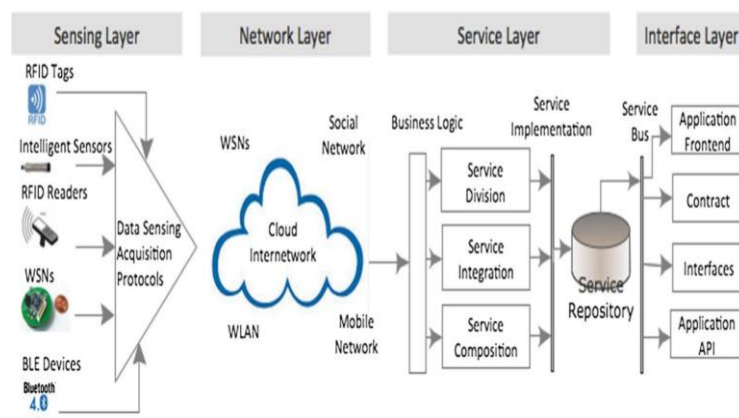 Sensing Layer
Network Layer
Service Layer
Interface Layer
RFID Tags
RFID
Intelligent Sensors
RFID Readers
WSNs
BLE Devices
Bluetooth
4.0
Data Sensing
Acquisition
Protocols
WSNs
Social
Network
Cloud
Internetwork
WLAN
Mobile
Network
Business Logic
Service
Division
Service
Integration
Service
Composition
Service
Implementation
Service
Repository
Service
Bus
Application
Frontend
Contract
Interfaces
Application
API